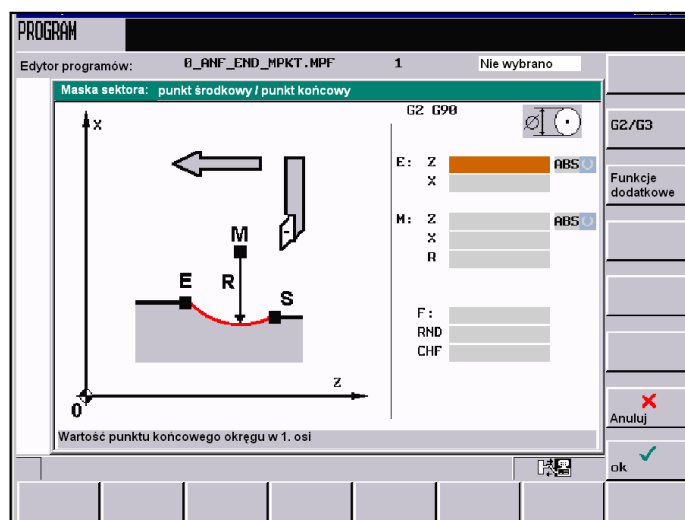 PROGRAM
Edytor programów: 0_ANF_END_MPKT.MPF 1 Nie wybrano
Maska sektora: punkt środkowy / punkt końcowy
G2 G90
G2/G3
X
E: Z ABS
X
Funkcje
dodatkowe
M: Z ABS
X
R
M
E R S
F:
RND
CHF
Z
0
Anuluj
Wartość punktu końcowego okręgu w 1. osi
ok